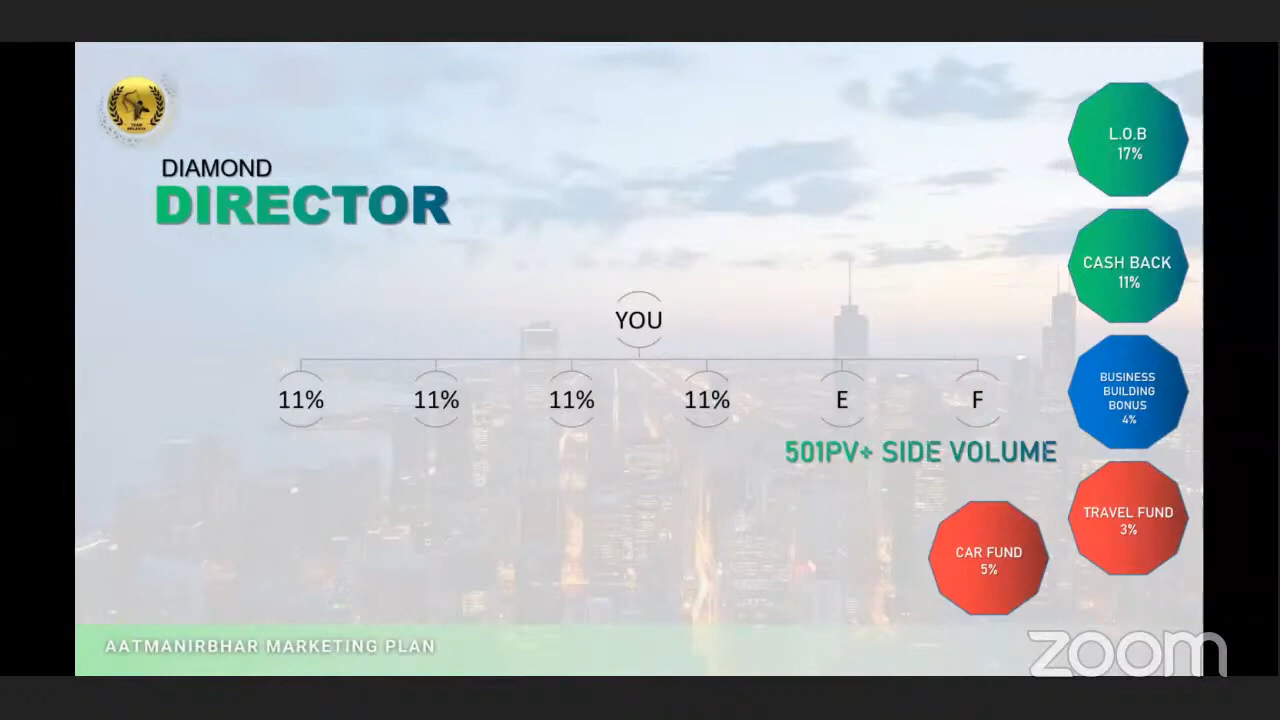 DIAMOND
DIRECTOR
YOU
11%
11%
11%
11%
E
F
501PV+ SIDE VOLUME
L.O.B
17%
CASH BACK
11%
BUSINESS
BUILDING
BONUS
4%
TRAVEL FUND
3%
CAR FUND
5%
AATMANIRBHAR MARKETING PLAN
zoom